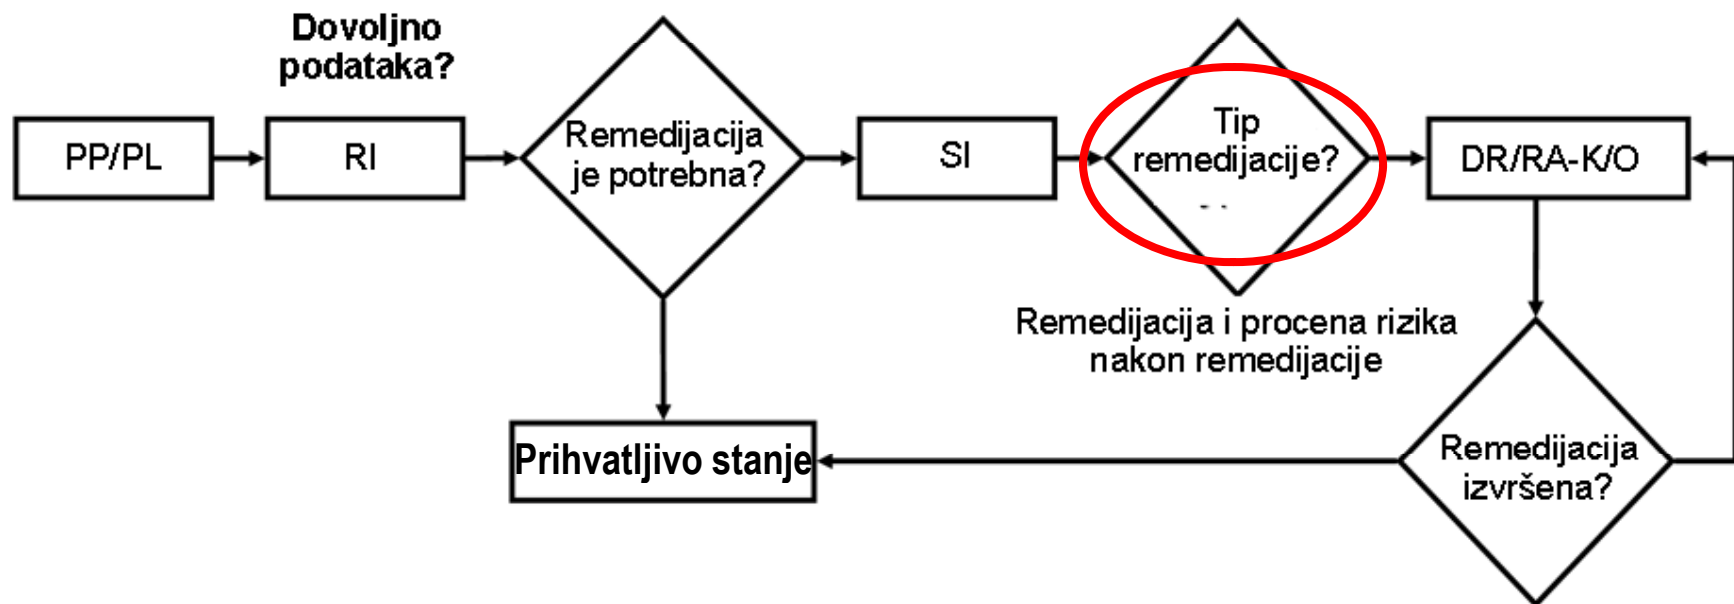 Dovoljno
podataka?
PP/PL
RI
Remedijacija
je potrebna?
SI
Tip
remedijacije?
DR/RA-K/O
Remedijacija i procena rizika
nakon remedijacije
Prihvatljivo stanje
Remedijacija
izvršena?